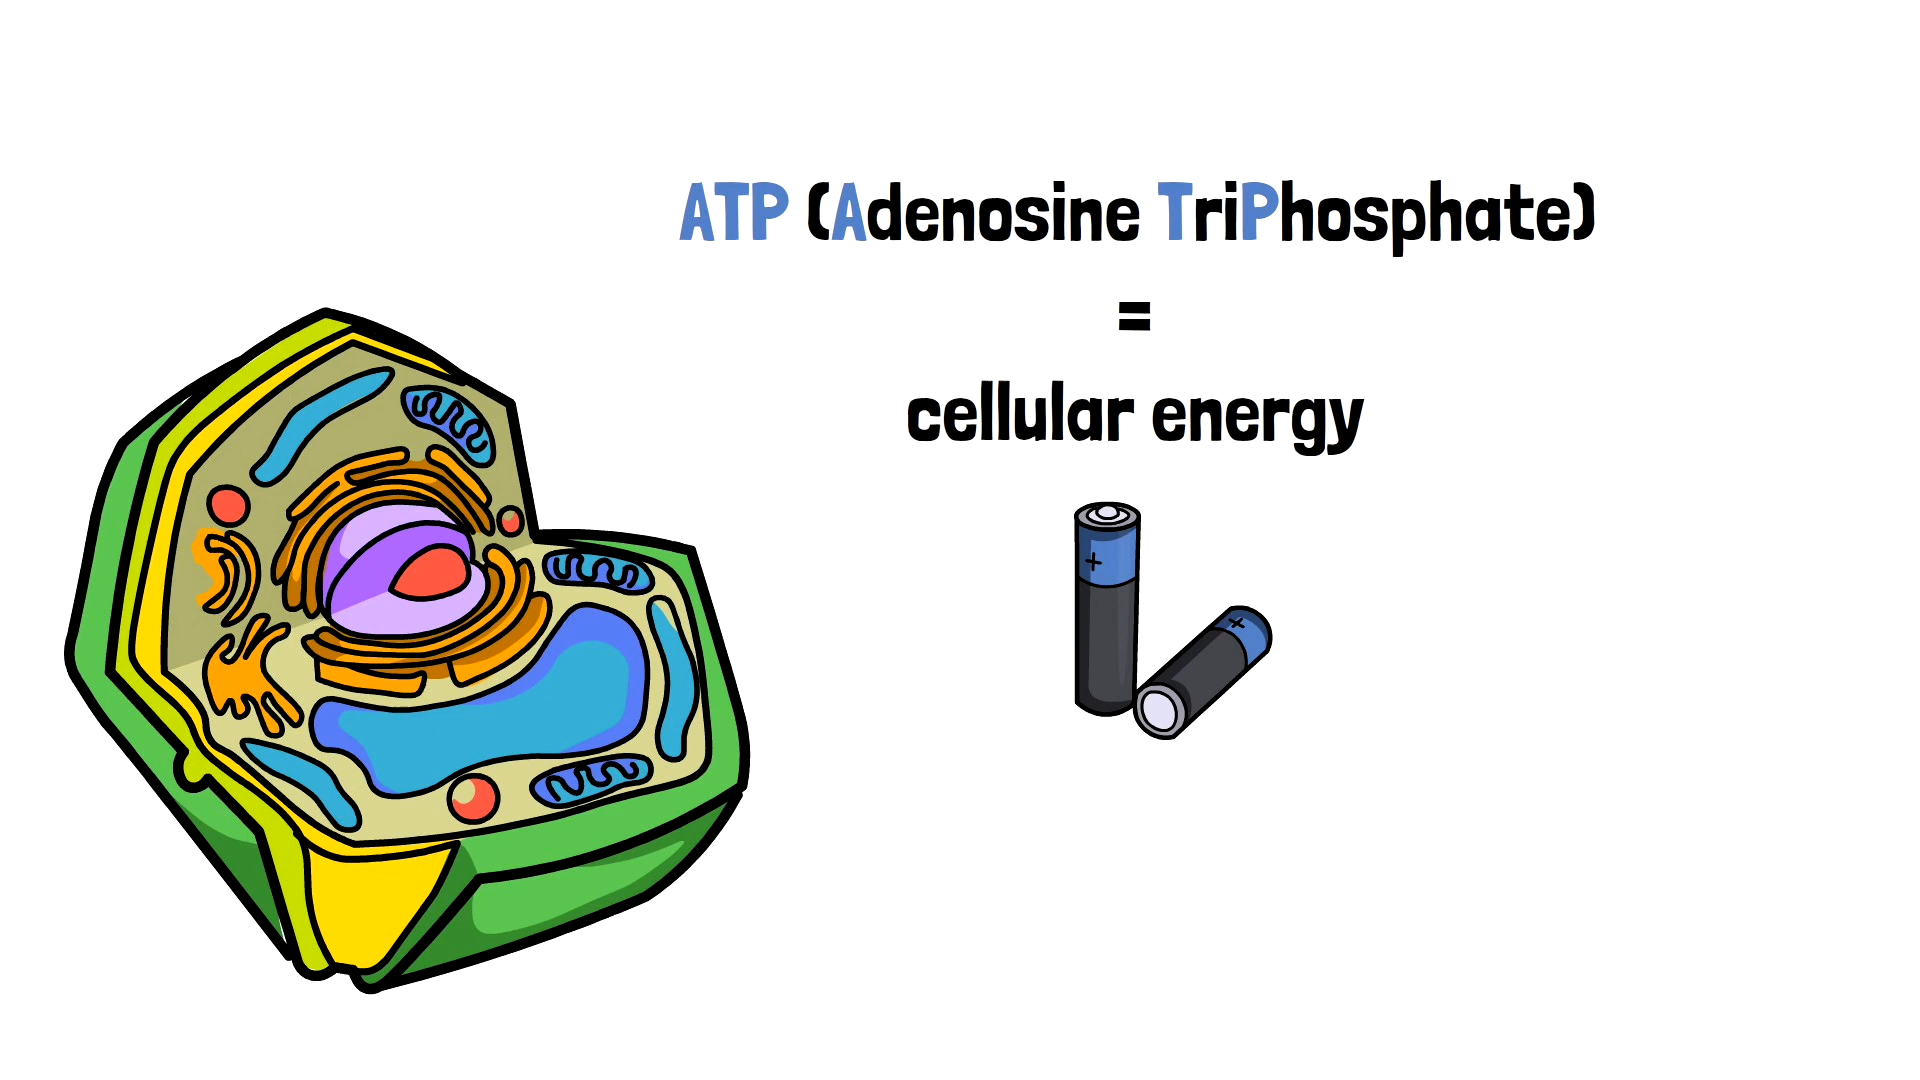 ATP (Adenosine TriPhosphate)
=
cellular energy
+
+